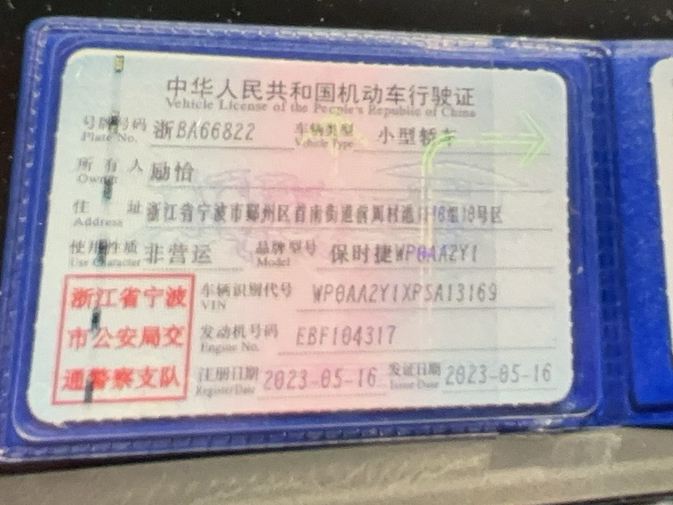 中华人民共和国机动车行驶证
Vehicle License of the People's Republic of China
号牌号码 浙BA66822 车辆类型 小型轿车
Plate No. Vehicle Type
所有人 励怡
Owner
住址 浙江省宁波市鄞州区首南街道前周村
Address
使用性质 非营运 品牌型号 保时捷WP0AA2Y1
Use Character Model
浙江省宁波
市公安局交
通警察支队
车辆识别代号 WP0AA2Y1XPSA13169
VIN
发动机号码 EBF104317
Engine No.
注册日期 2023-05-16 发证日期 2023-05-16
Register Date Issue Date